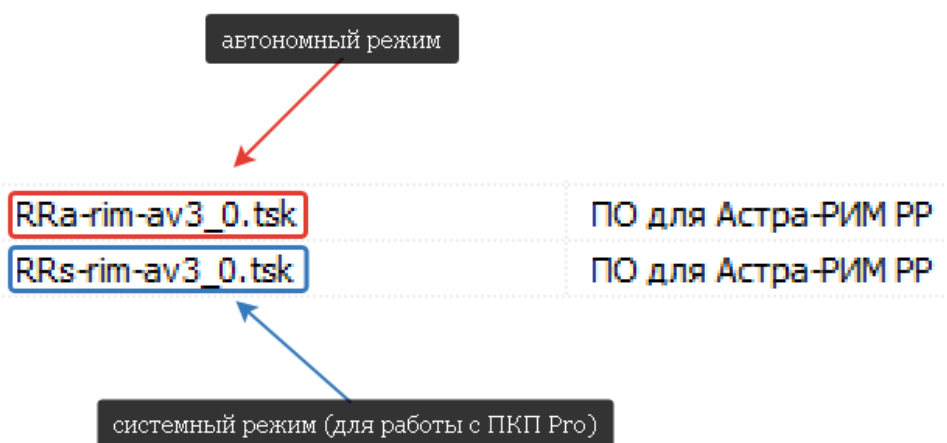 автономный режим
RRa-rim-av3_0.tsk ПО для Астра-РИМ РР
RRs-rim-av3_0.tsk ПО для Астра-РИМ РР
системный режим (для работы с ПКП Pro)